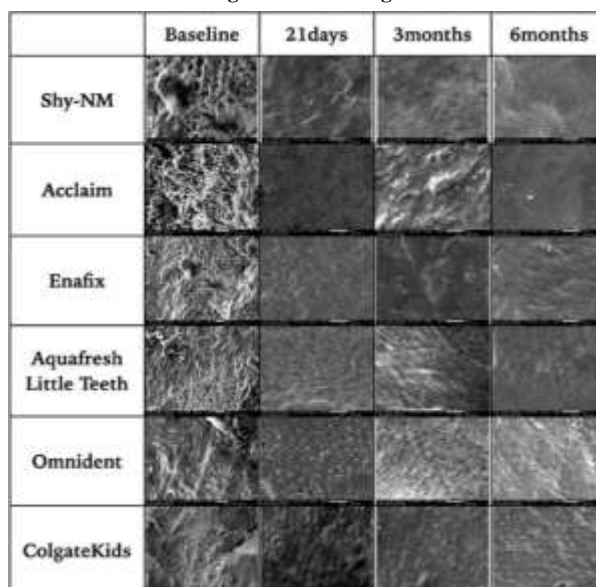 Baseline 21days 3months 6months
Shy-NM
Acclaim
Enafix
Aquafresh
Little Teeth
Omnident
ColgateKids